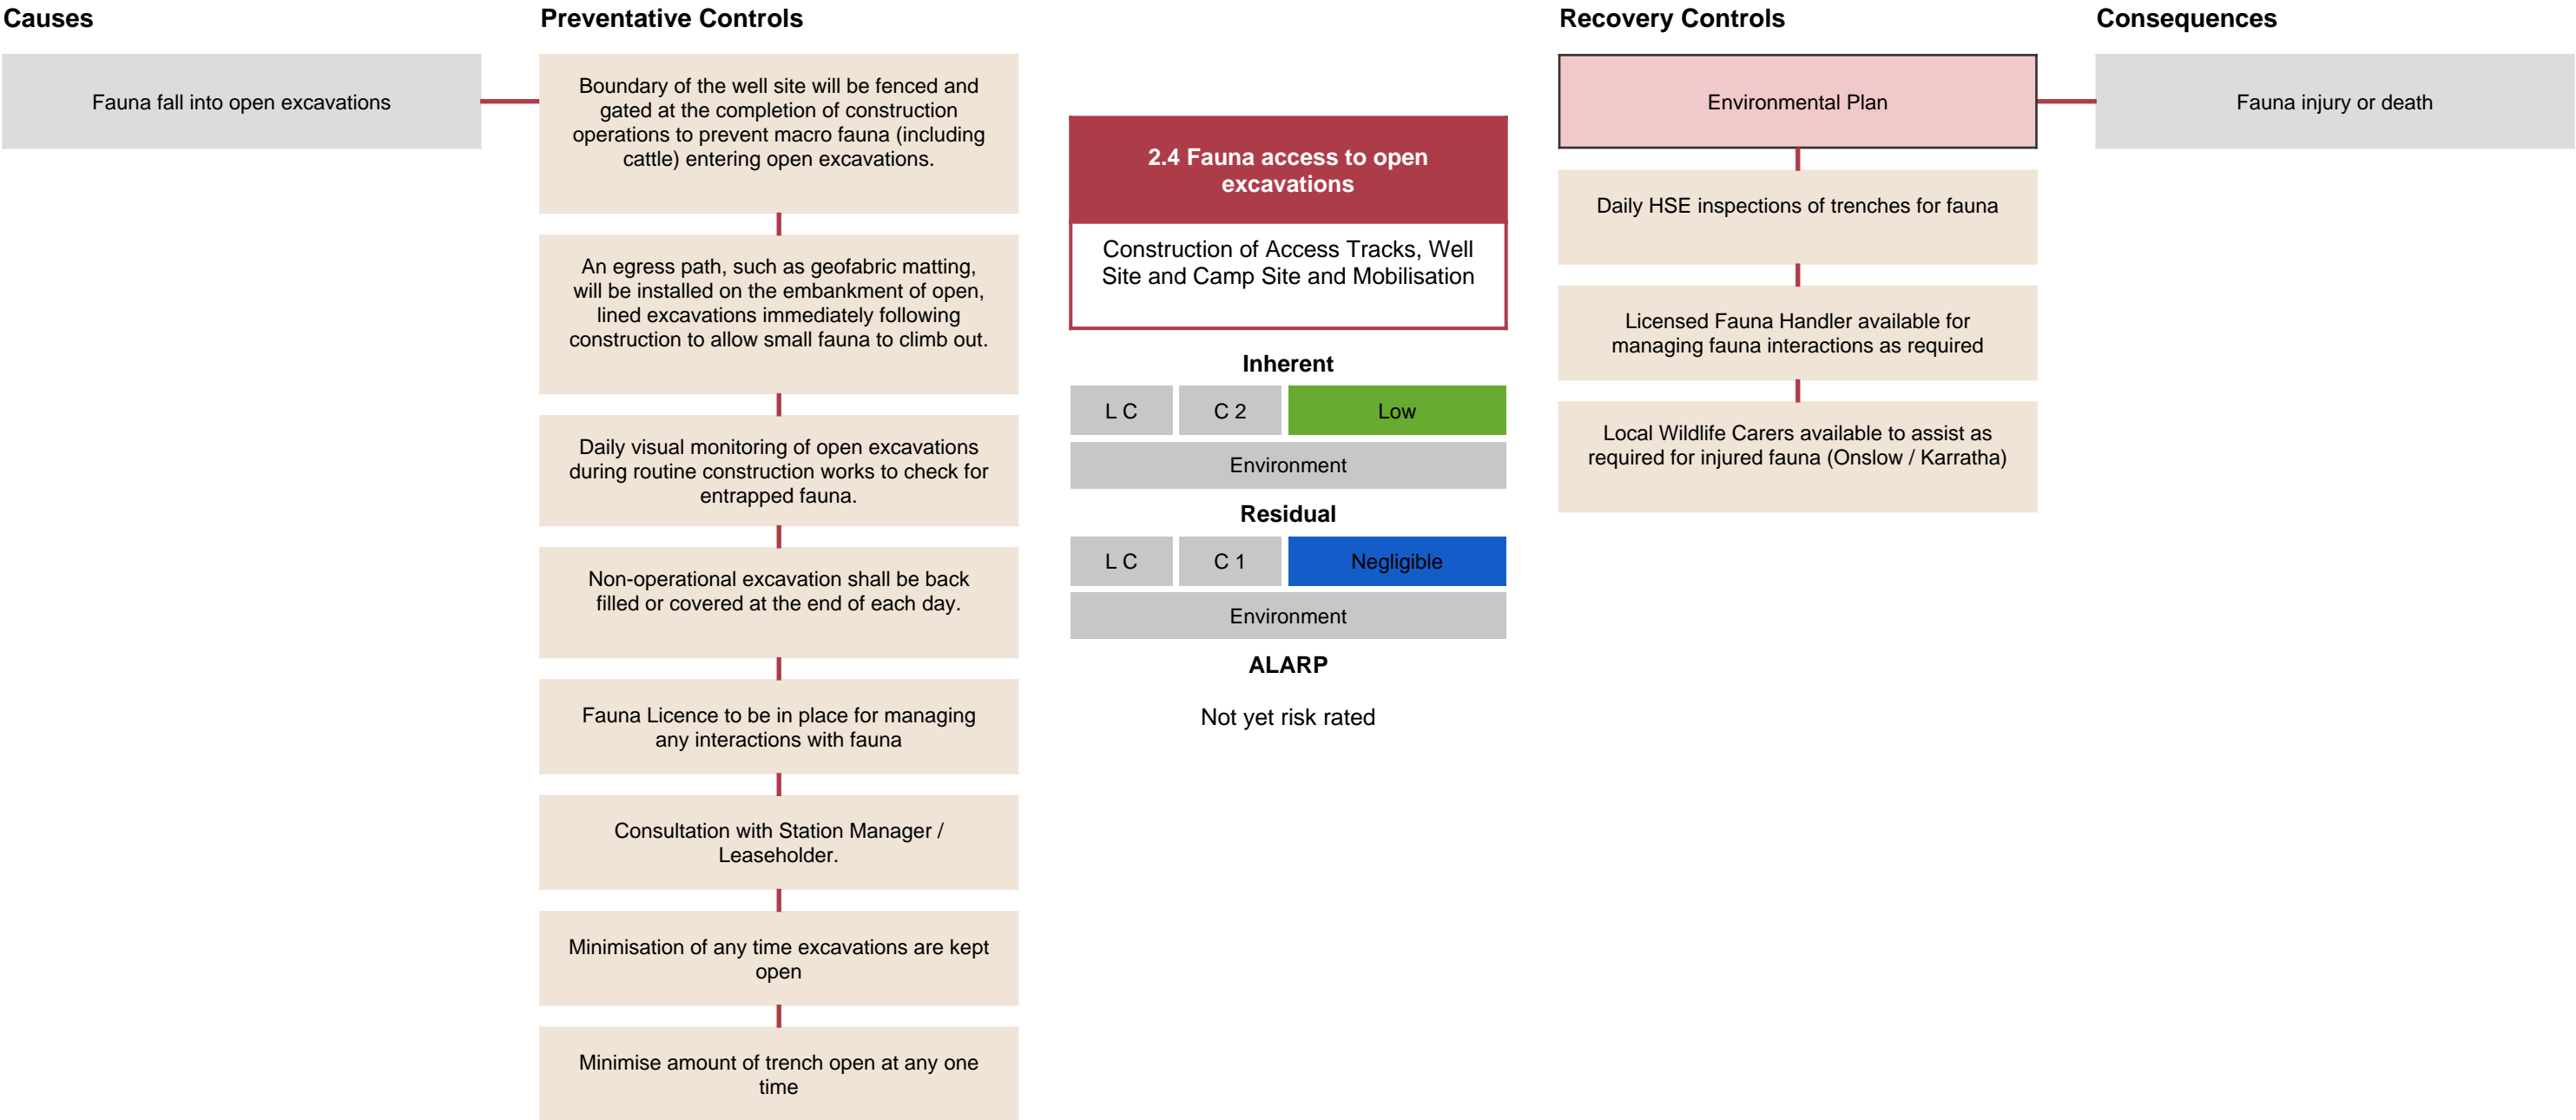 Causes
Fauna fall into open excavations
Preventative Controls
Boundary of the well site will be fenced and
gated at the completion of construction
operations to prevent macro fauna (including
cattle) entering open excavations.
An egress path, such as geofabric matting,
will be installed on the embankment of open,
lined excavations immediately following
construction to allow small fauna to climb out.
Daily visual monitoring of open excavations
during routine construction works to check for
entrapped fauna.
Non-operational excavation shall be back
filled or covered at the end of each day.
Fauna Licence to be in place for managing
any interactions with fauna
Consultation with Station Manager /
Leaseholder.
Minimisation of any time excavations are kept
open
Minimise amount of trench open at any one
time
2.4 Fauna access to open
excavations
Construction of Access Tracks, Well
Site and Camp Site and Mobilisation
Inherent
L C
C 2
Low
Environment
Residual
L C
C 1
Negligible
Environment
ALARP
Not yet risk rated
Recovery Controls
Environmental Plan
Daily HSE inspections of trenches for fauna
Licensed Fauna Handler available for
managing fauna interactions as required
Local Wildlife Carers available to assist as
required for injured fauna (Onslow / Karratha)
Consequences
Fauna injury or death